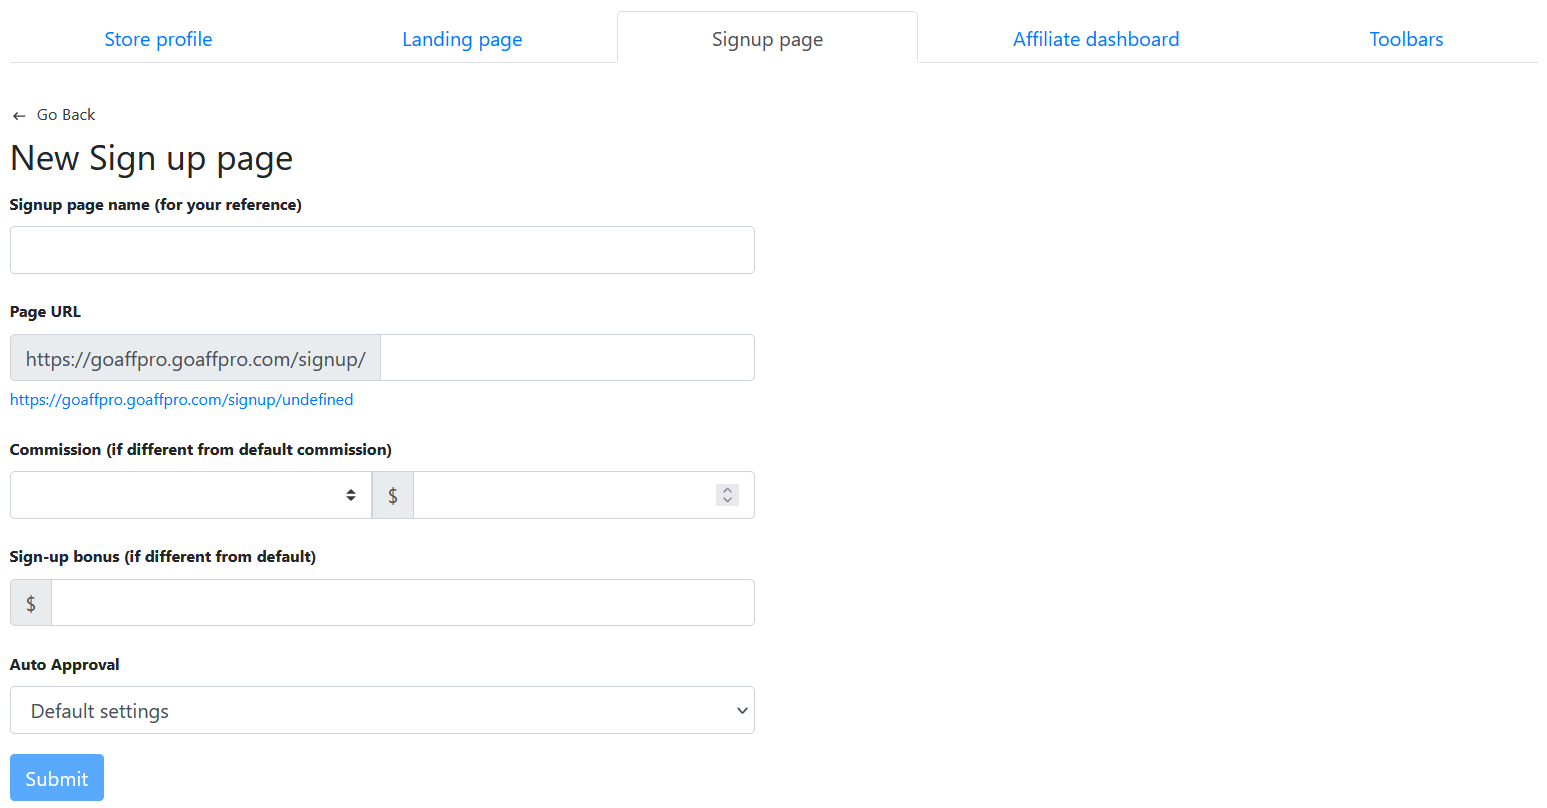 Store profile Landing page Signup page Affiliate dashboard Toolbars
← Go Back
New Sign up page
Signup page name (for your reference)
Page URL
https://goaffpro.goaffpro.com/signup/
https://goaffpro.goaffpro.com/signup/undefined
Commission (if different from default commission)
$
Sign-up bonus (if different from default)
$
Auto Approval
Default settings
Submit